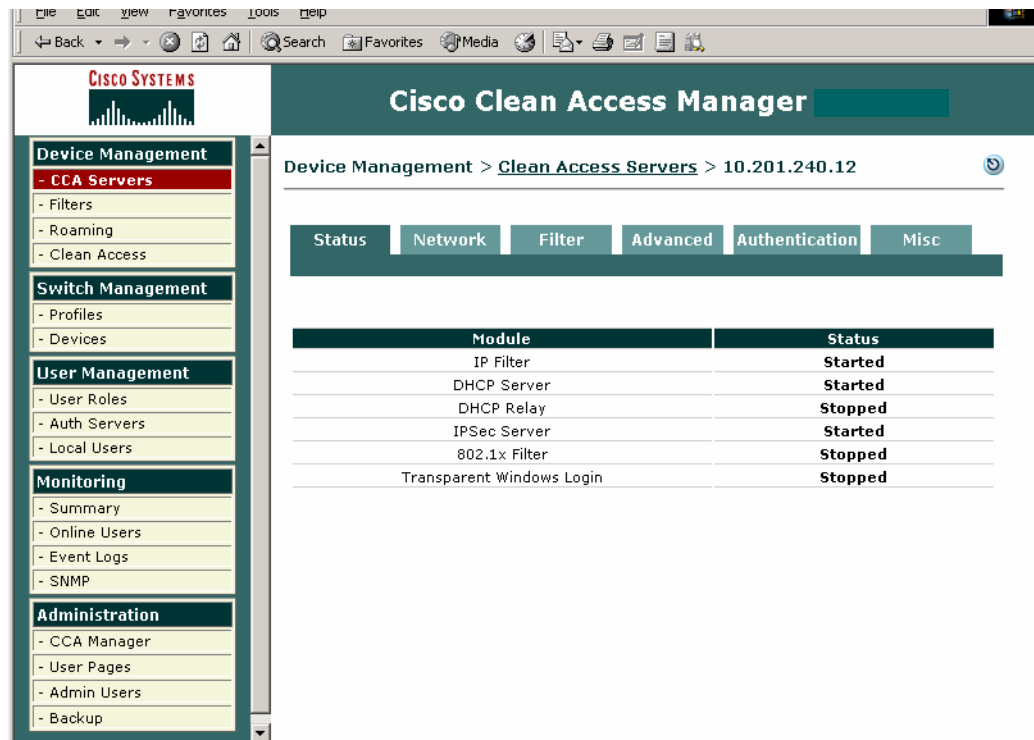 File Edit View Favorites Tools Help
Back Search Favorites Media
CISCO SYSTEMS
Cisco Clean Access Manager
Device Management
- CCA Servers
- Filters
- Roaming
- Clean Access
Switch Management
- Profiles
- Devices
User Management
- User Roles
- Auth Servers
- Local Users
Monitoring
- Summary
- Online Users
- Event Logs
- SNMP
Administration
- CCA Manager
- User Pages
- Admin Users
- Backup
Device Management > Clean Access Servers > 10.201.240.12
Status Network Filter Advanced Authentication Misc
Module Status
IP Filter Started
DHCP Server Started
DHCP Relay Stopped
IPSec Server Started
802.1x Filter Stopped
Transparent Windows Login Stopped